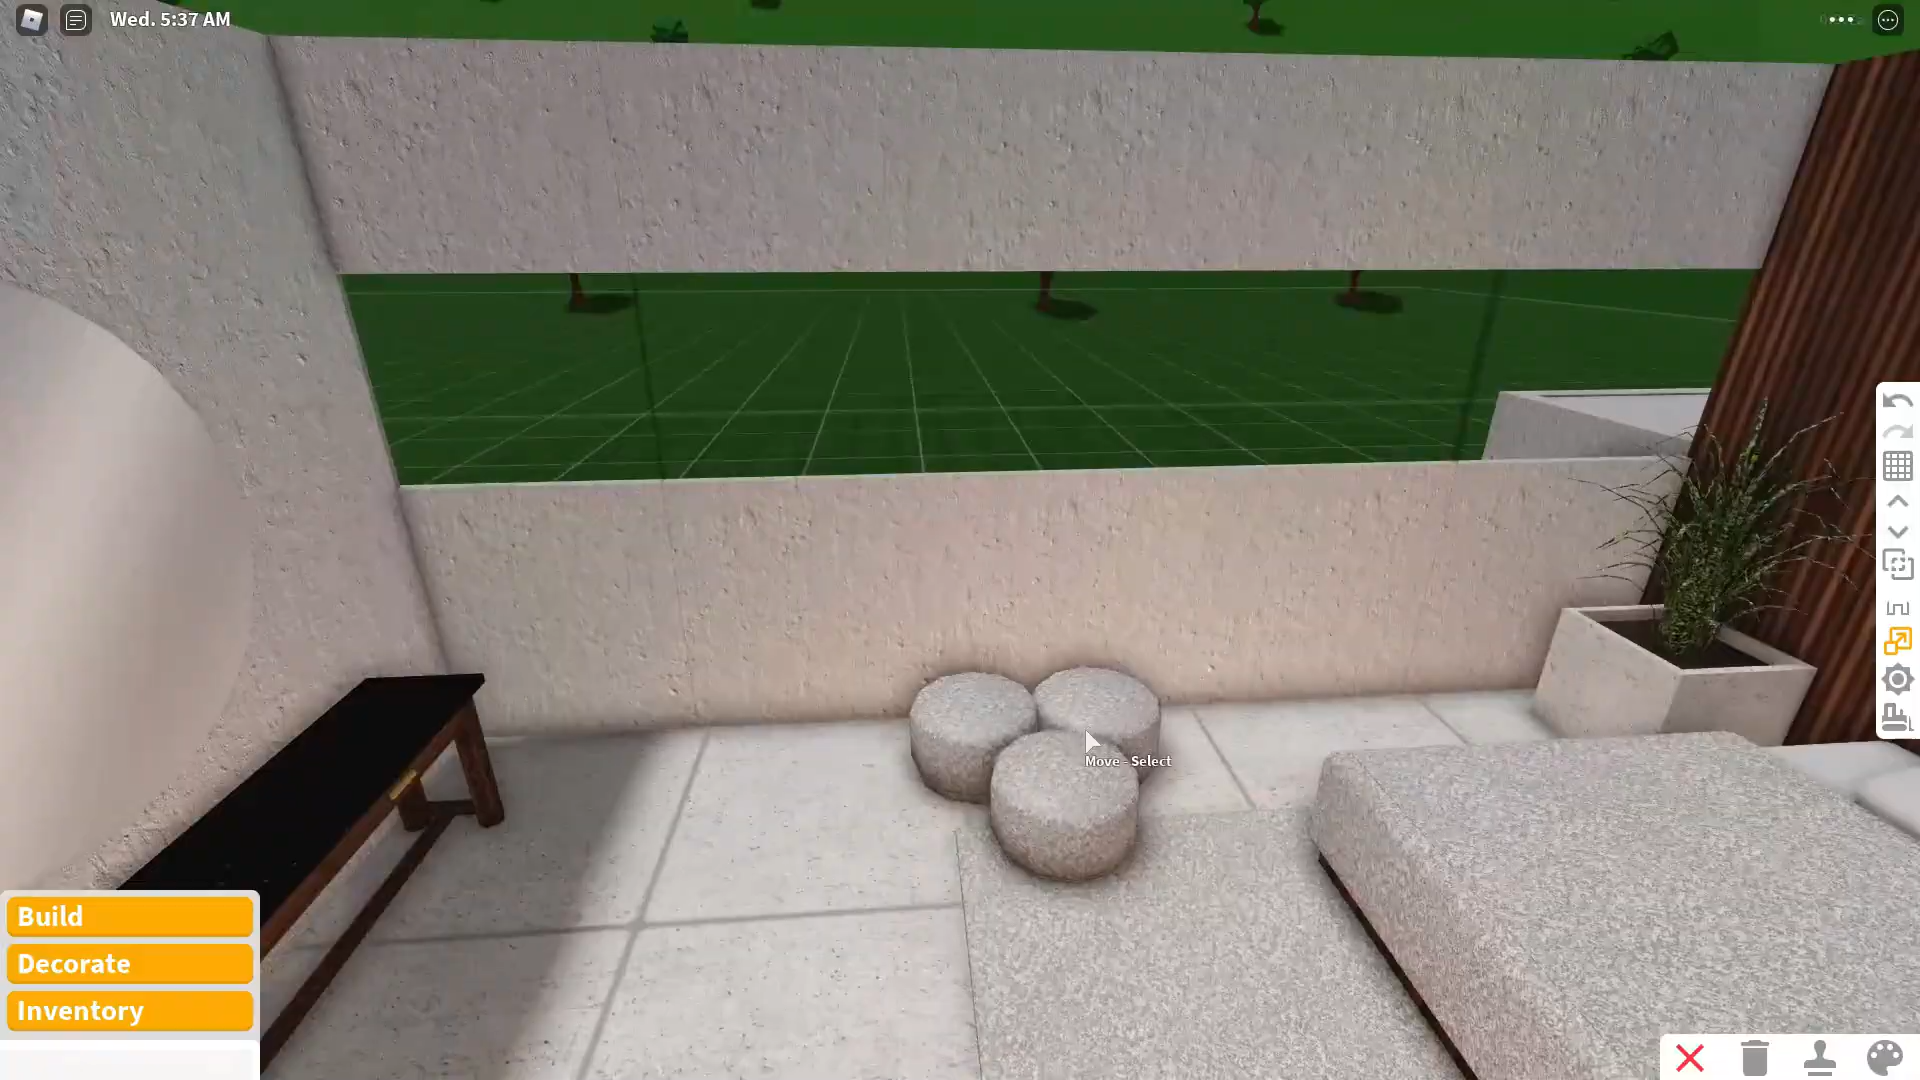 Wed. 5:37 AM
Move - Select
Build
Decorate
Inventory